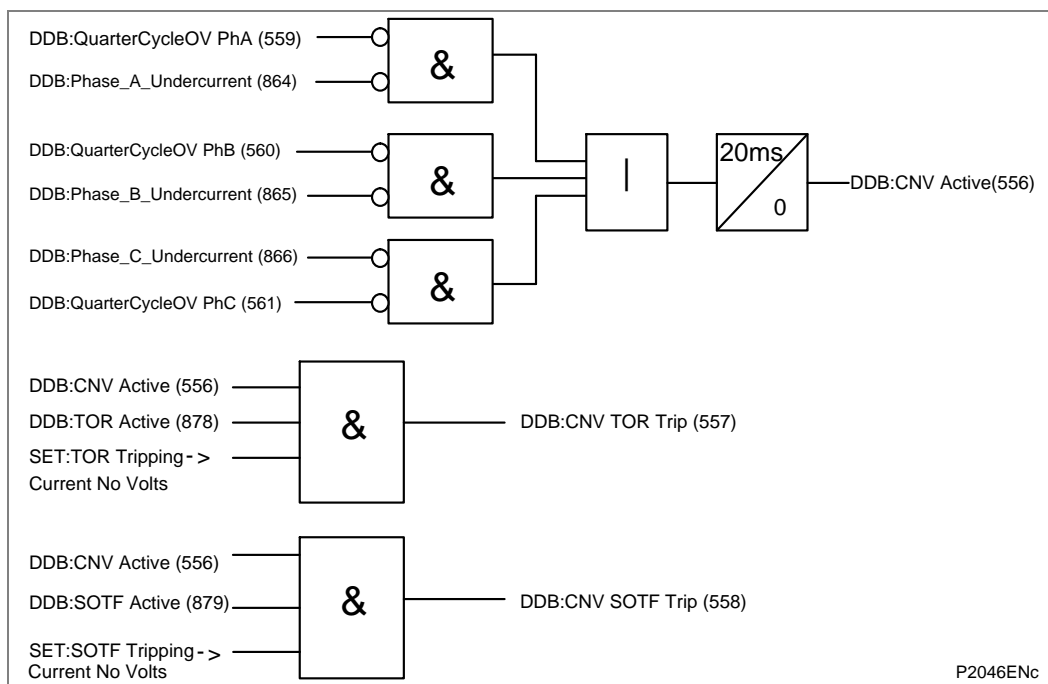 DDB:QuarterCycleOV PhA (559)
&
DDB:Phase_A_Undercurrent (864)
DDB:QuarterCycleOV PhB (560)
&
DDB:Phase_B_Undercurrent (865)
DDB:Phase_C_Undercurrent (866)
&
DDB:QuarterCycleOV PhC (561)
|
20ms
0
DDB:CNV Active(556)
DDB:CNV Active (556)
DDB:TOR Active (878)
SET:TOR Tripping- >
Current No Volts
&
DDB:CNV TOR Trip (557)
DDB:CNV Active (556)
DDB:SOTF Active (879)
SET:SOTF Tripping- >
Current No Volts
&
DDB:CNV SOTF Trip (558)
P2046ENc